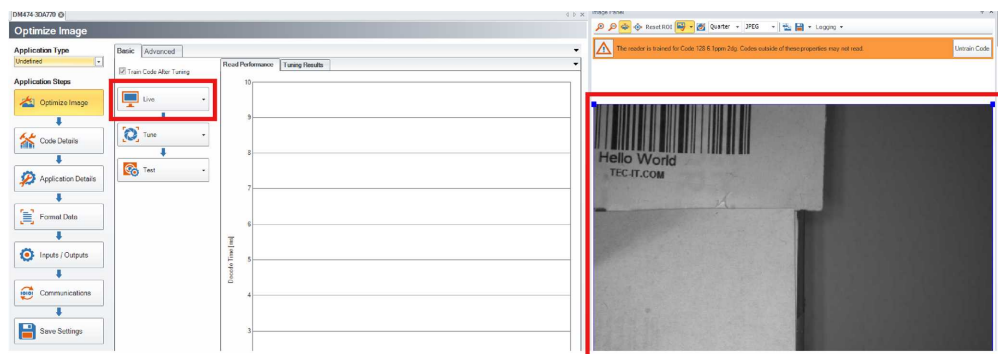 DM474-3DA770
Optimize Image
Application Type
Undefined
Application Steps
Optimize Image
Code Details
Application Details
Format Data
Inputs / Outputs
Communications
Save Settings
Basic
Advanced
Train Code After Tuning
Live
Tune
Test
Read Performance
Tuning Results
10
9
8
7
6
5
4
3
Decode Time [ms]
Image Panel
Reset ROI
Quarter
JPEG
Logging
The reader is trained for Code 128 6.1ppm 2dg. Codes outside of these properties may not read.
Untrain Code
Hello World
TEC-IT.COM